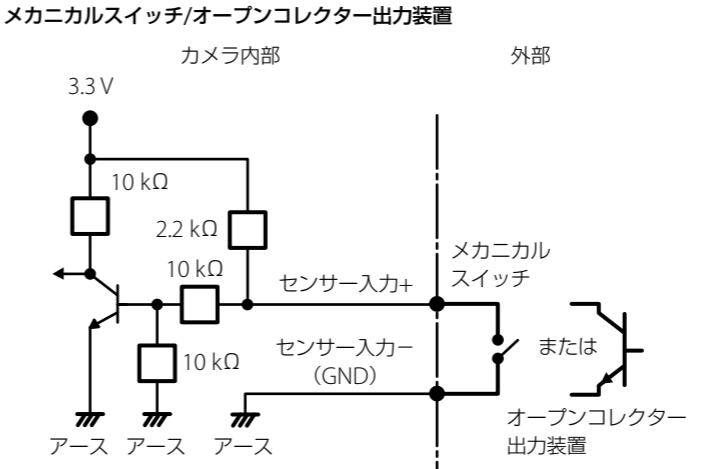 メカニカルスイッチ/オープンコレクター出力装置
カメラ内部
外部
3.3 V
10 kΩ
2.2 kΩ
10 kΩ
センサー入力+
メカニカル
スイッチ
10 kΩ
センサー入力−
（GND）
または
アース
アース
アース
オープンコレクター
出力装置